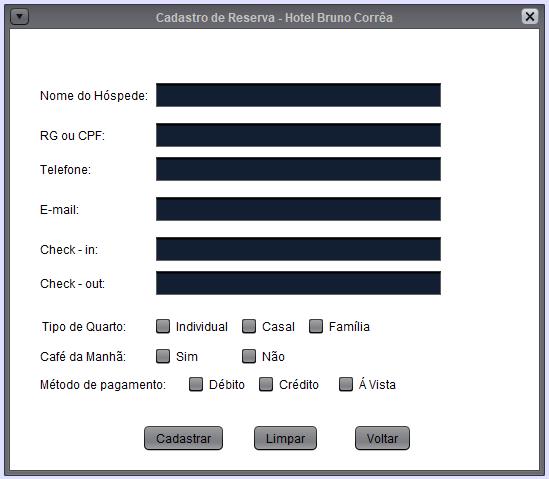 Cadastro de Reserva - Hotel Bruno Corrêa
Nome do Hóspede:
RG ou CPF:
Telefone:
E-mail:
Check - in:
Check - out:
Tipo de Quarto: Individual Casal Família
Café da Manhã: Sim Não
Método de pagamento: Débito Crédito Á Vista
Cadastrar Limpar Voltar